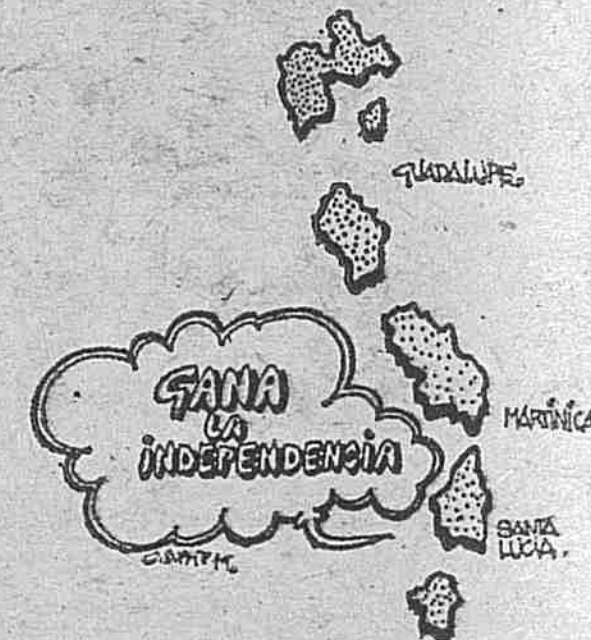 GUADALUPE.
GANA
LA
INDEPENDENCIA
MARTINICA
SANTA
LUCIA.